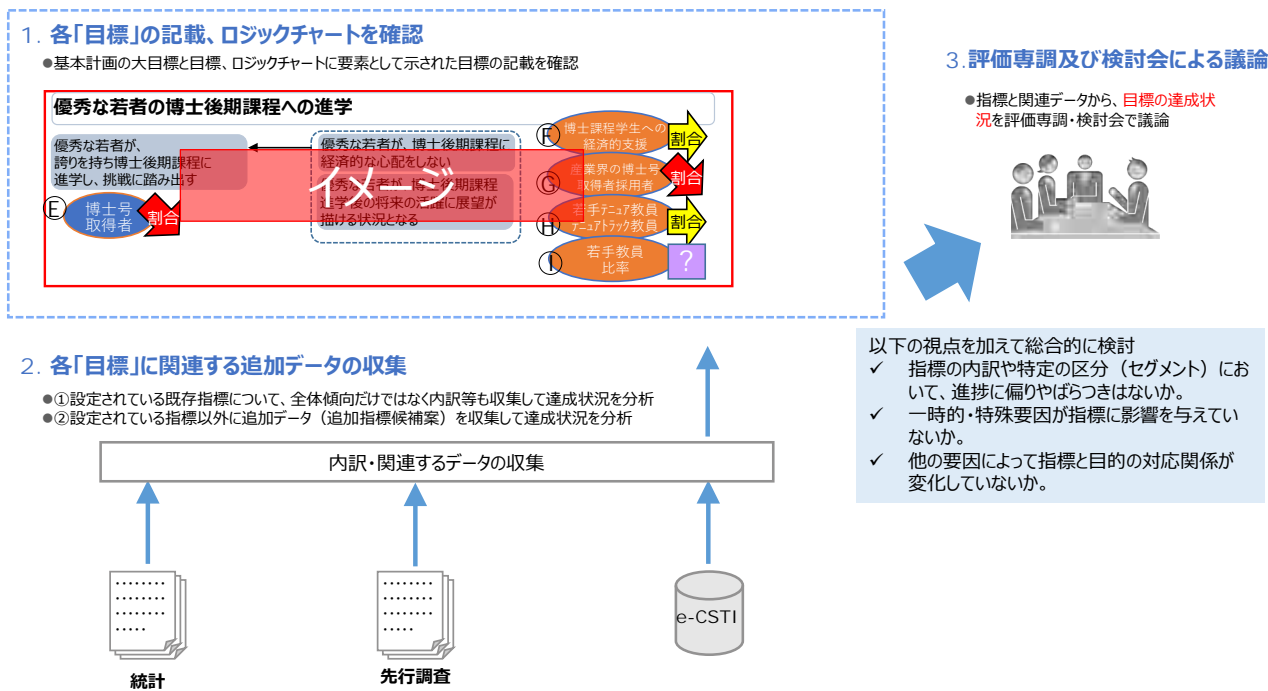 1. 各「目標」の記載、ロジックチャートを確認
●基本計画の大目標と目標、ロジックチャートに要素として示された目標の記載を確認
優秀な若者の博士後期課程への進学
優秀な若者が、
誇りを持ち博士後期課程に
進学し、挑戦に踏み出す
Ⓔ
博士号
取得者
割合
優秀な若者が、博士後期課程に
経済的な心配をしない
優秀な若者が、博士後期課程
進学後の将来の活躍に展望が
描ける状況となる
イメージ
Ⓕ
博士課程学生への
経済的支援
割合
Ⓖ
産業界の博士号
取得者採用者
割合
Ⓗ
若手テニュア教員
テニュアトラック教員
割合
Ⓘ
若手教員
比率
?
2. 各「目標」に関連する追加データの収集
●①設定されている既存指標について、全体傾向だけではなく内訳等も収集して達成状況を分析
●②設定されている指標以外に追加データ（追加指標候補案）を収集して達成状況を分析
内訳・関連するデータの収集
統計
先行調査
e-CSTI
3.評価専調及び検討会による議論
●指標と関連データから、目標の達成状
況を評価専調・検討会で議論
以下の視点を加えて総合的に検討
✓ 指標の内訳や特定の区分（セグメント）にお
いて、進捗に偏りやばらつきはないか。
✓ 一時的・特殊要因が指標に影響を与えてい
ないか。
✓ 他の要因によって指標と目的の対応関係が
変化していないか。